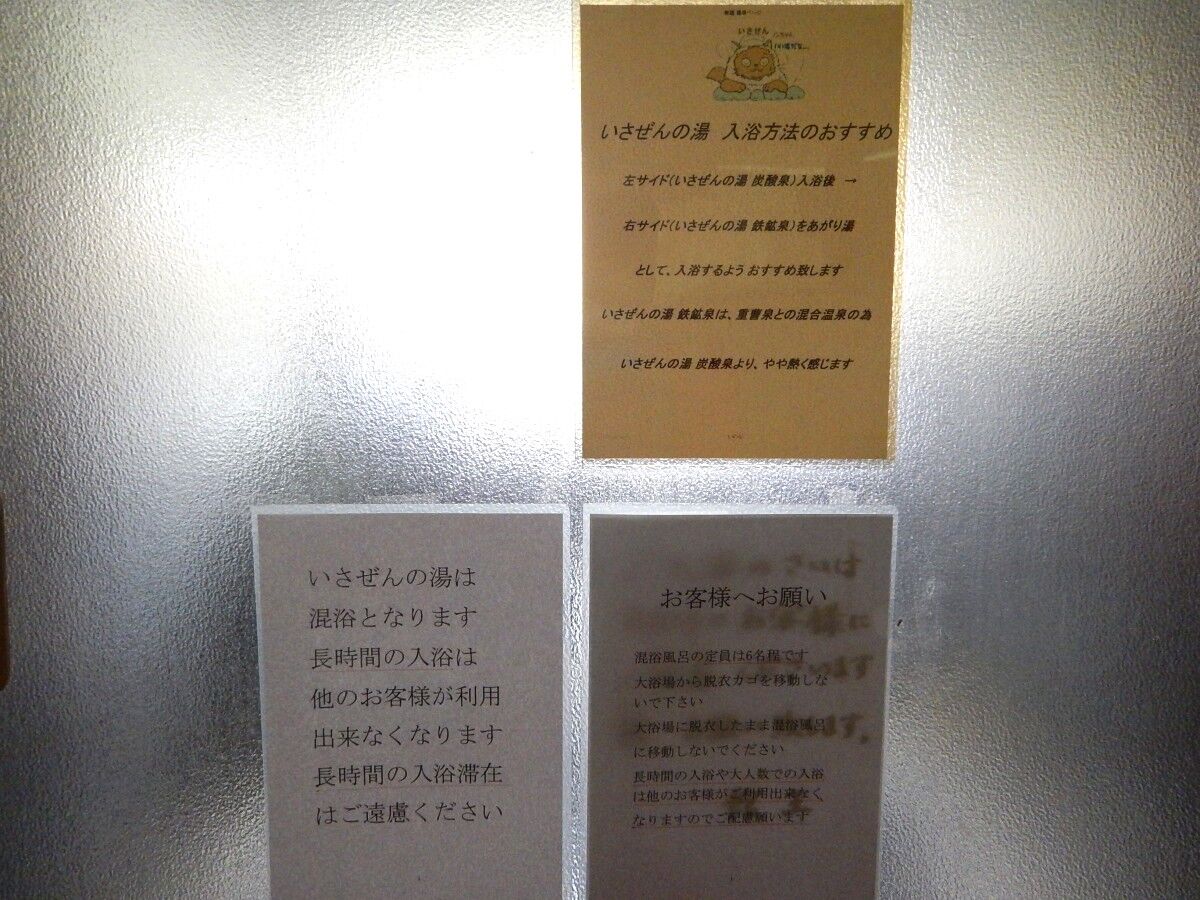 いさぜん
いさぜんの湯 入浴方法のおすすめ
左サイド(いさぜんの湯 炭酸泉)入浴後 →
右サイド(いさぜんの湯 鉄鉱泉)をあがり湯
として、入浴するよう おすすめ致します
いさぜんの湯 鉄鉱泉は、重曹泉との混合温泉の為
いさぜんの湯 炭酸泉より、やや熱く感じます
いさぜんの湯は
混浴となります
長時間の入浴は
他のお客様が利用
出来なくなります
長時間の入浴滞在
はご遠慮ください
お客様へお願い
混浴風呂の定員は6名程です
大浴場から脱衣カゴを移動しな
いで下さい
大浴場に脱衣したまま混浴風呂
に移動しないでください
長時間の入浴や大人数での入浴
は他のお客様がご利用出来なく
なりますのでご配慮願います